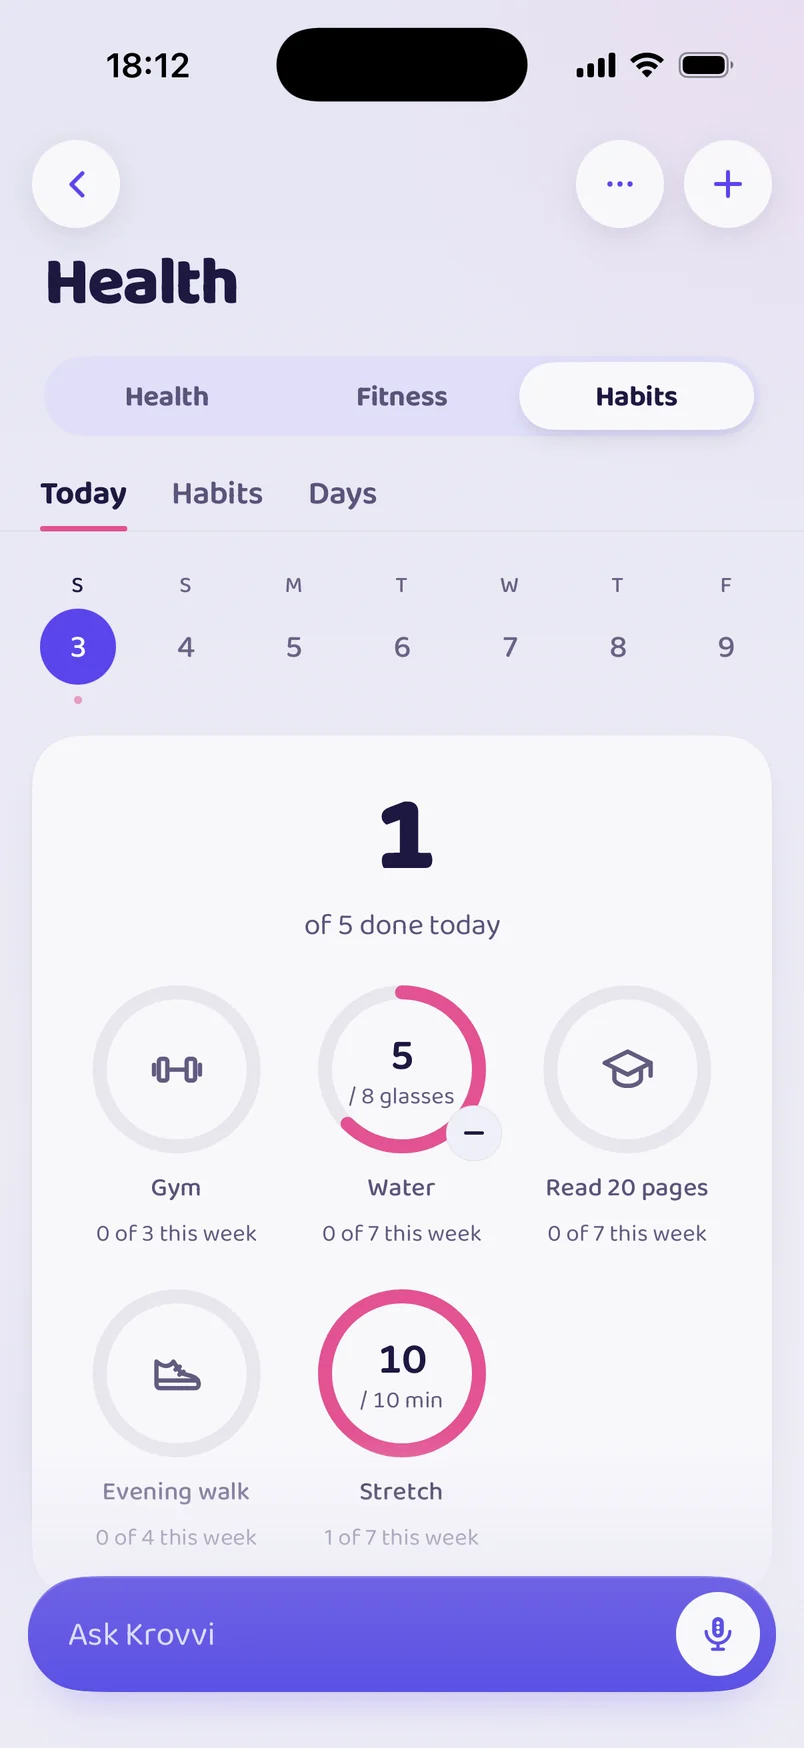 18:12
Health
Health Fitness Habits
Today Habits Days
S S M T W T F
3 4 5 6 7 8 9
1
of 5 done today
5
/ 8 glasses
Gym Water Read 20 pages
0 of 3 this week 0 of 7 this week 0 of 7 this week
10
/ 10 min
Evening walk Stretch
0 of 4 this week 1 of 7 this week
Ask Krovvi